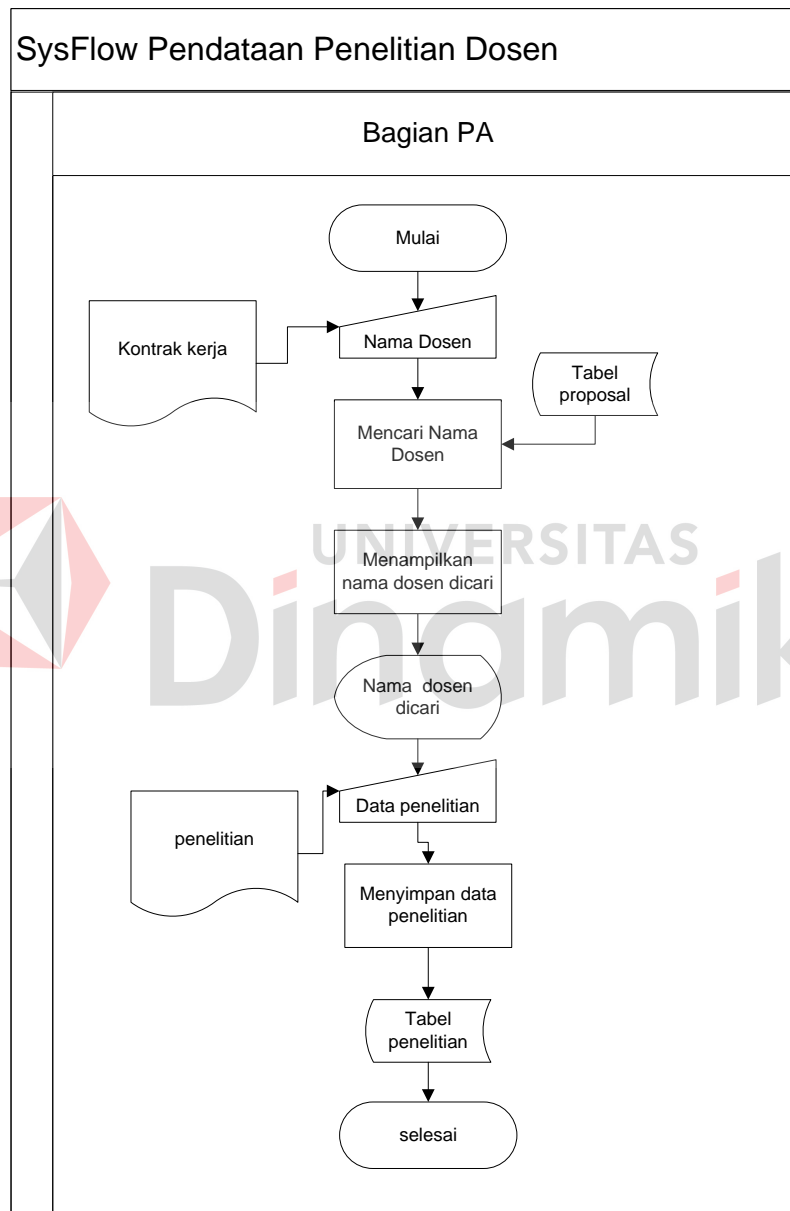 SysFlow Pendataan Penelitian Dosen
Bagian PA
Mulai
Kontrak kerja
Nama Dosen
Tabel
proposal
Mencari Nama
Dosen
UNIVERSITAS
Dinamik
Menampilkan
nama dosen dicari
Nama dosen
dicari
Data penelitian
penelitian
Menyimpan data
penelitian
Tabel
penelitian
selesai